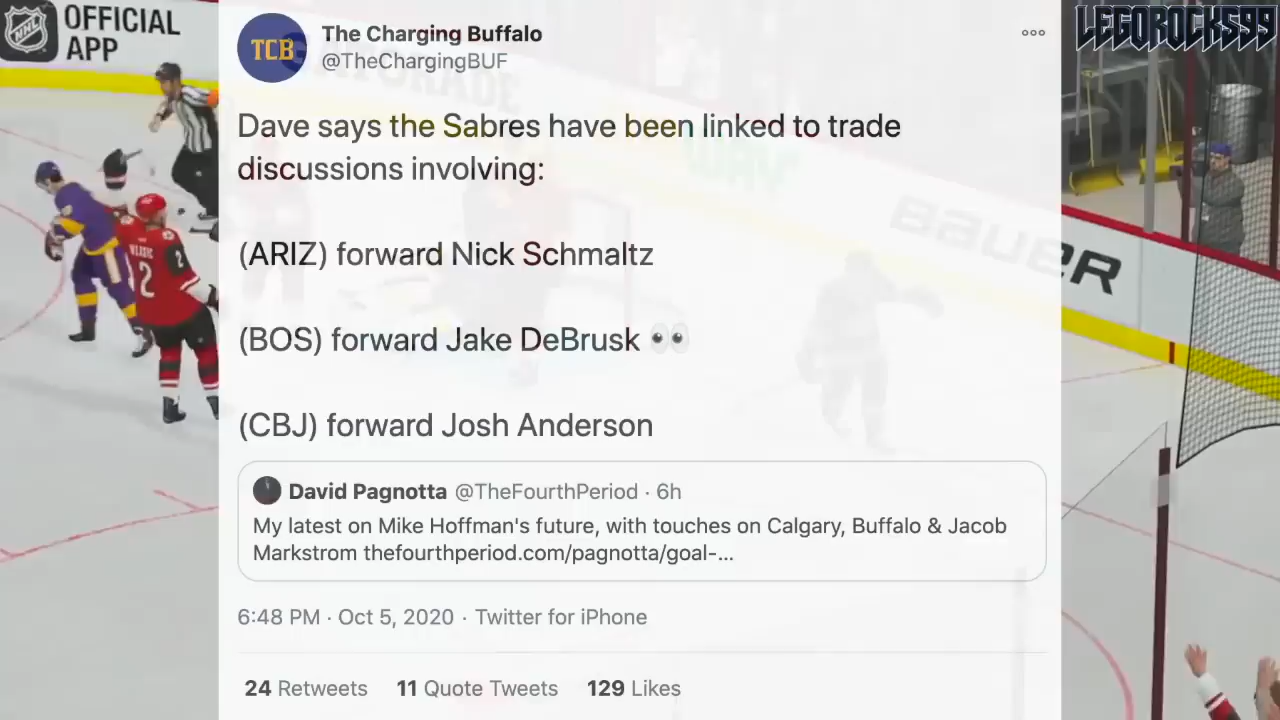 NHL
OFFICIAL
APP
LEGOROCKS99
TCB
The Charging Buffalo
@TheChargingBUF
Dave says the Sabres have been linked to trade
discussions involving:
(ARIZ) forward Nick Schmaltz
(BOS) forward Jake DeBrusk 👀
(CBJ) forward Josh Anderson
David Pagnotta @TheFourthPeriod · 6h
My latest on Mike Hoffman's future, with touches on Calgary, Buffalo & Jacob
Markstrom thefourthperiod.com/pagnotta/goal-...
6:48 PM · Oct 5, 2020 · Twitter for iPhone
24 Retweets 11 Quote Tweets 129 Likes
BAUER
2